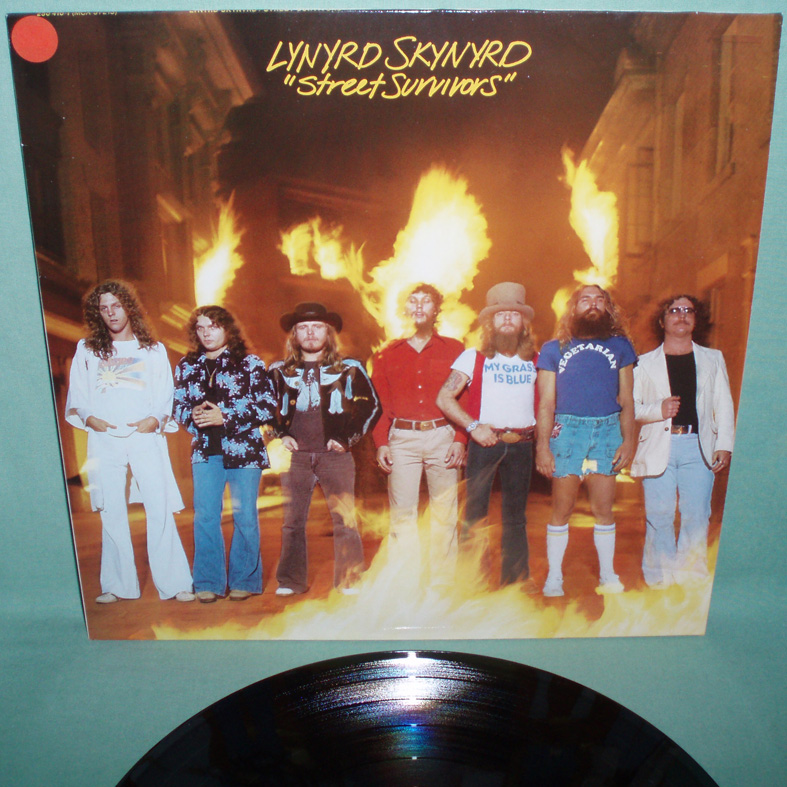 LYNYRD SKYNYRD
"Street Survivors"
MY GRASS
IS BLUE
VEGETARIAN